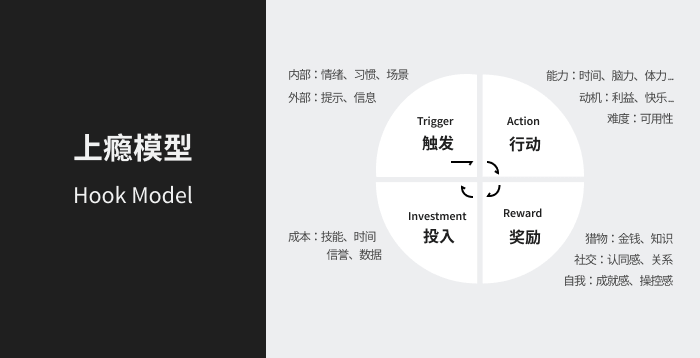 上瘾模型
Hook Model
内部：情绪、习惯、场景
外部：提示、信息
Trigger
触发
Action
行动
能力：时间、脑力、体力...
动机：利益、快乐...
难度：可用性
成本：技能、时间
信誉、数据
Investment
投入
Reward
奖励
猎物：金钱、知识
社交：认同感、关系
自我：成就感、操控感